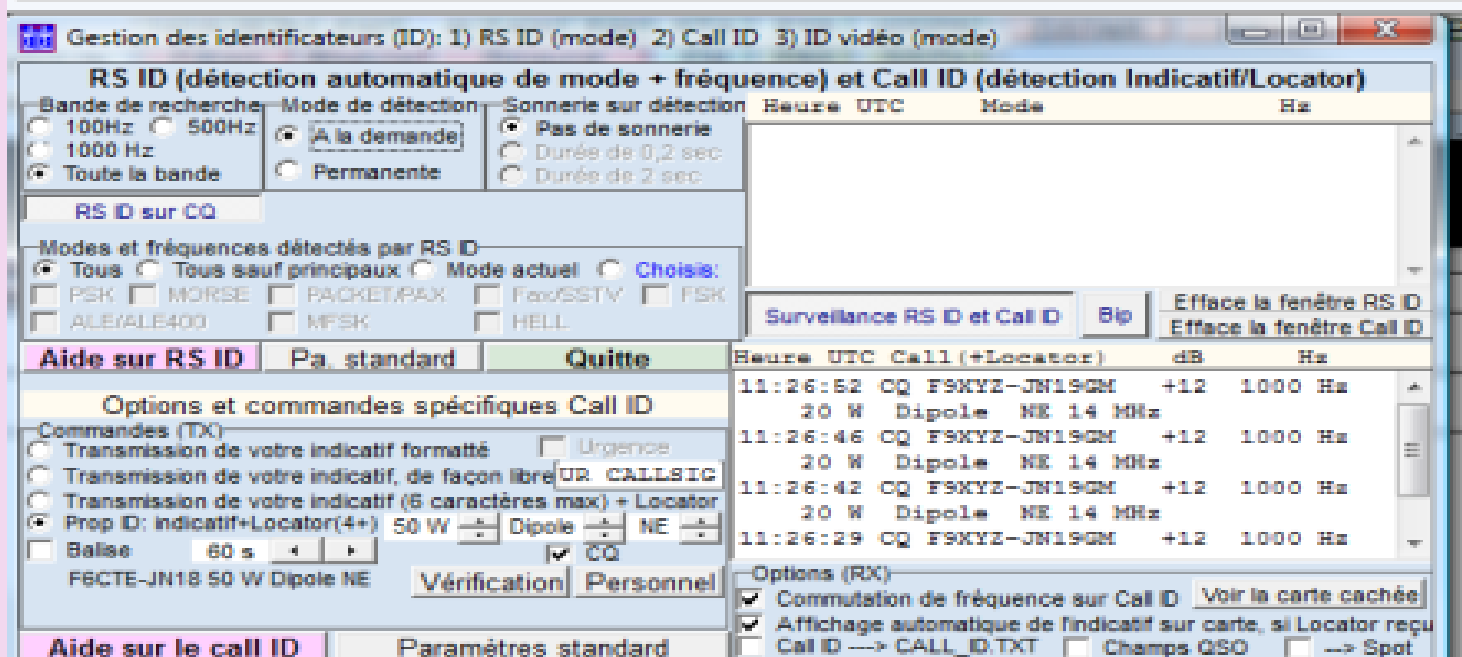 Gestion des identificateurs (ID): 1) RS ID (mode) 2) Call ID 3) ID vidéo (mode)
RS ID (détection automatique de mode + fréquence) et Call ID (détection Indicatif/Locator)
Bande de recherche
100Hz 500Hz
1000 Hz
Toute la bande
Mode de détection
A la demande
Permanente
Sonnerie sur détection
Pas de sonnerie
Durée de 0,2 sec
Durée de 2 sec
Heure UTC Mode Hz
RS ID sur CQ
Modes et fréquences détectés par RS ID
Tous Tous sauf principaux Mode actuel Choisis:
PSK MORSE PACKET/PAX Fax/SSTV FSK
ALE/ALE400 MFSK HELL
Surveillance RS ID et Call ID Bip
Efface la fenêtre RS ID
Efface la fenêtre Call ID
Aide sur RS ID Pa. standard Quitte
Heure UTC Call(+Locator) dB Hz
11:26:52 CQ F9XYZ-JN19GM +12 1000 Hz
20 W Dipole NE 14 MHz
11:26:46 CQ F9XYZ-JN19GM +12 1000 Hz
20 W Dipole NE 14 MHz
11:26:42 CQ F9XYZ-JN19GM +12 1000 Hz
20 W Dipole NE 14 MHz
11:26:29 CQ F9XYZ-JN19GM +12 1000 Hz
Options et commandes spécifiques Call ID
Commandes (TX)
Transmission de votre indicatif formatté Urgence
Transmission de votre indicatif, de façon libre UR CALLSIG
Transmission de votre indicatif (6 caractères max) + Locator
Prop ID: indicatif+Locator(4+) 50 W Dipole NE
Balise 60 s CQ
F6CTE-JN18 50 W Dipole NE Vérification Personnel
Options (RX)
Commutation de fréquence sur Call ID Voir la carte cachée
Affichage automatique de l'indicatif sur carte, si Locator reçu
Call ID ---> CALL_ID.TXT Champs QSO --> Spot
Aide sur le call ID Paramétres standard